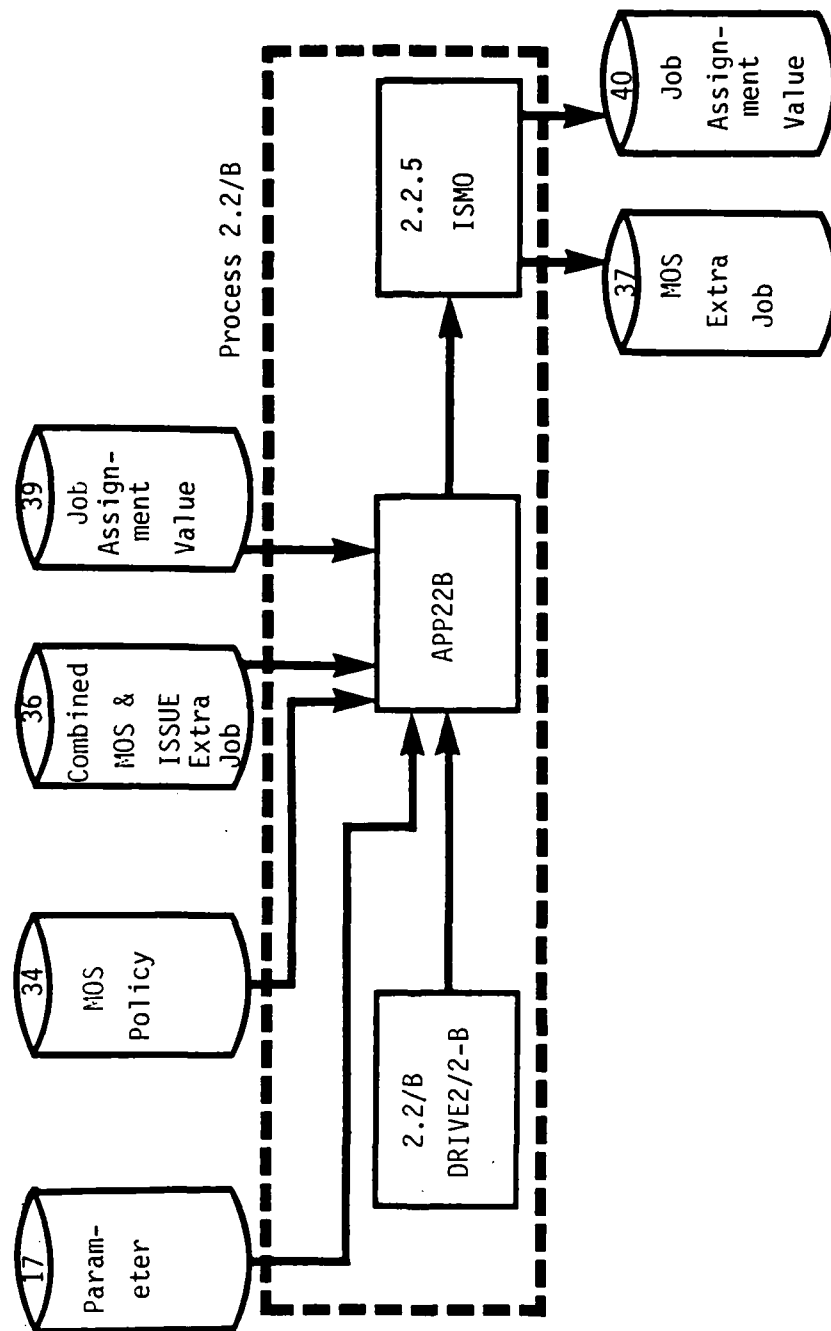 17
Param-
eter
34
MOS
Policy
36
Combined
MOS &
ISSUE
Extra
Job
39
Job
Assign-
ment
Value
Process 2.2/B
2.2/B
DRIVE2/2-B
APP22B
2.2.5
ISMO
37
MOS
Extra
Job
40
Job
Assign-
ment
Value